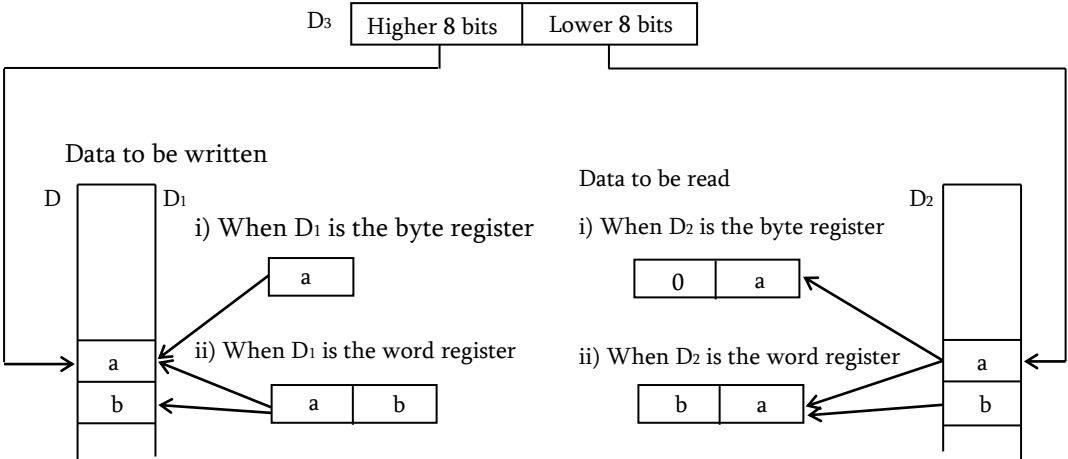 D₃ Higher 8 bits Lower 8 bits
Data to be written
D D₁
i) When D₁ is the byte register
a
ii) When D₁ is the word register
a
b
a b
Data to be read
D₂
i) When D₂ is the byte register
0 a
ii) When D₂ is the word register
a
b
b a